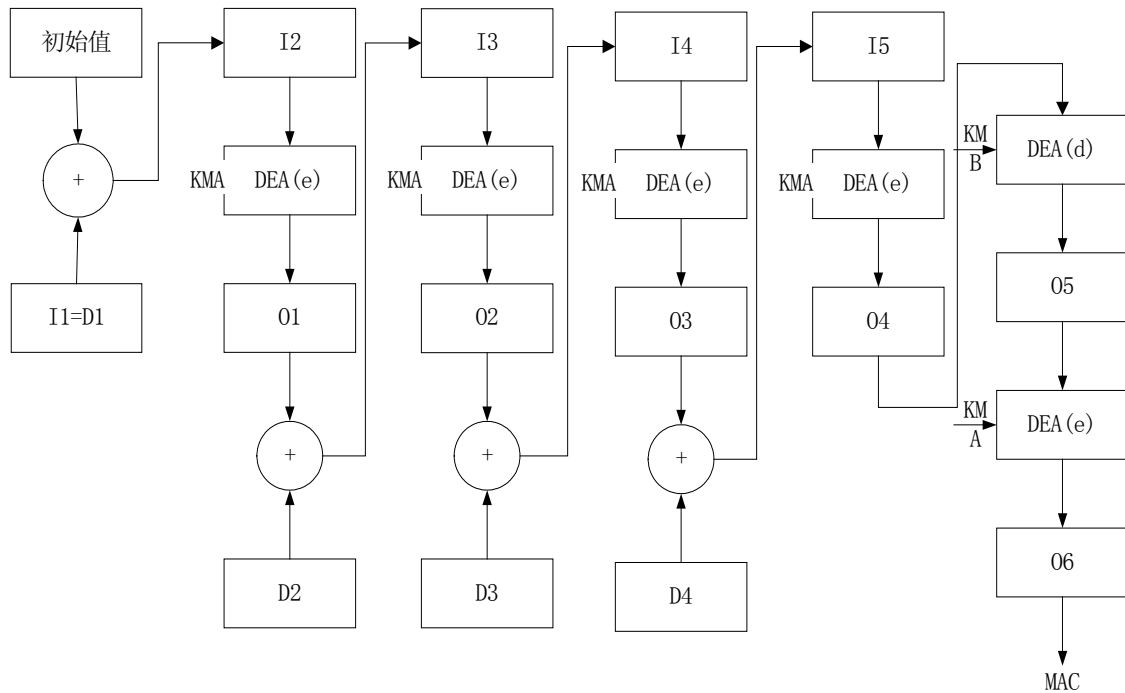 初始值
I2
I3
I4
I5
KM
B
DEA(d)
+
KMA
DEA(e)
KMA
DEA(e)
KMA
DEA(e)
KMA
DEA(e)
I1=D1
O1
O2
O3
O4
O5
KM
A
DEA(e)
+
+
+
D2
D3
D4
O6
MAC